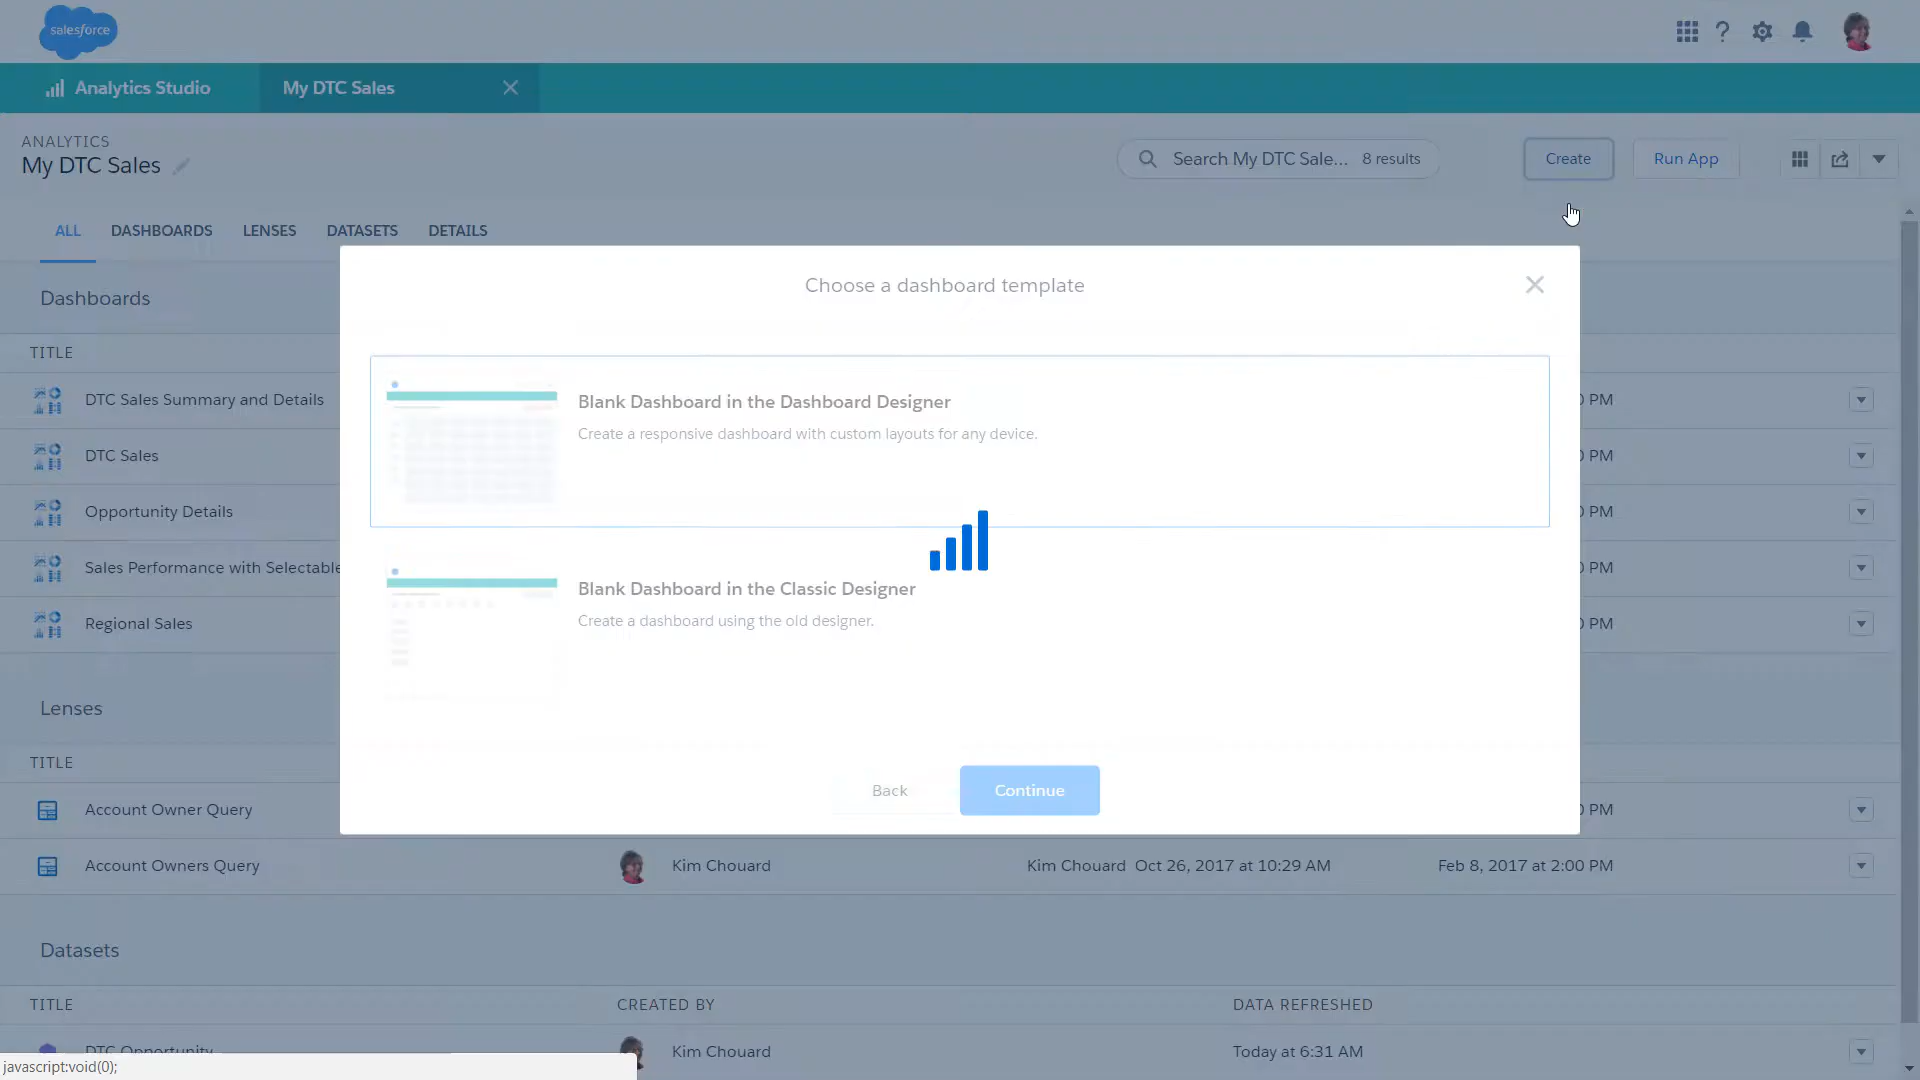 salesforce
Analytics Studio
My DTC Sales
ANALYTICS
My DTC Sales
Search My DTC Sale... 8 results
Create
Run App
ALL DASHBOARDS LENSES DATASETS DETAILS
Choose a dashboard template
Dashboards
TITLE
DTC Sales Summary and Details
PM
Blank Dashboard in the Dashboard Designer
Create a responsive dashboard with custom layouts for any device.
DTC Sales
PM
Opportunity Details
PM
Sales Performance with Selectable
PM
Blank Dashboard in the Classic Designer
Create a dashboard using the old designer.
Regional Sales
PM
Lenses
TITLE
Back
Continue
Account Owner Query
PM
Account Owners Query Kim Chouard Kim Chouard Oct 26, 2017 at 10:29 AM Feb 8, 2017 at 2:00 PM
Datasets
TITLE CREATED BY DATA REFRESHED
DTC Opportunity Kim Chouard Today at 6:31 AM
javascript:void(0);